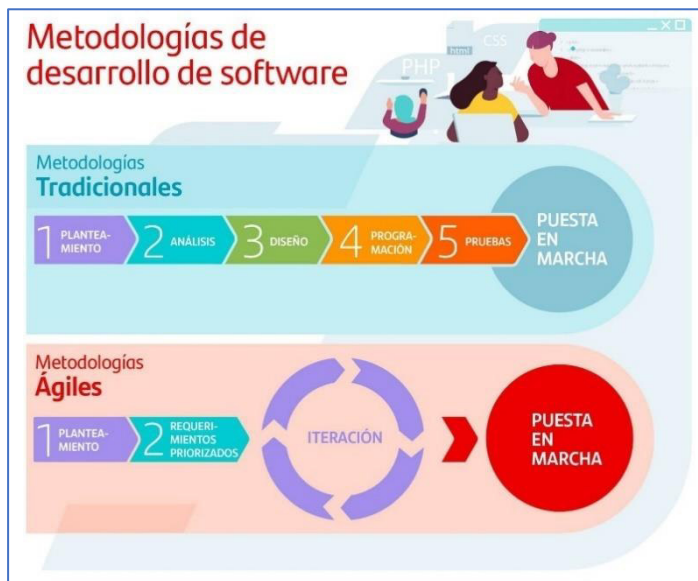 Metodologías de
desarrollo de software
PHP
html
CSS
Metodologías
Tradicionales
1 PLANTEA-
MIENTO
2 ANÁLISIS
3 DISEÑO
4 PROGRA-
MACIÓN
5 PRUEBAS
PUESTA
EN
MARCHA
Metodologías
Ágiles
1 PLANTEA-
MIENTO
2 REQUERI-
MIENTOS
PRIORIZADOS
ITERACIÓN
PUESTA
EN
MARCHA